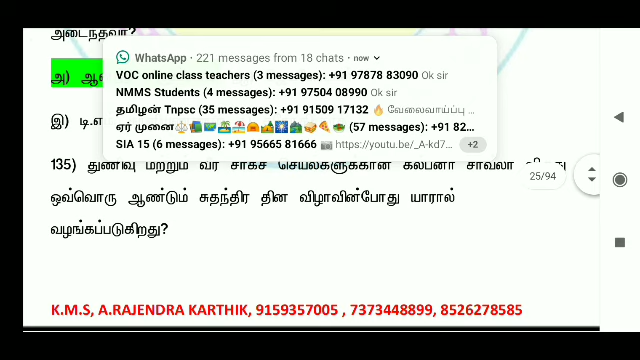 அடைந்தவர்?
WhatsApp · 221 messages from 18 chats · now
VOC online class teachers (3 messages): +91 97878 83090 Ok sir
NMMS Students (4 messages): +91 97504 08990 Ok sir
தமிழன் Tnpsc (35 messages): +91 91509 17132 🔥 வேலைவாய்ப்பு ...
ஏர் முனை (57 messages): +91 82...
SIA 15 (6 messages): +91 95665 81666 📷 https://youtu.be/_A-kd7...
+2
அ)
இ) டி.எ
135) துணிவு மற்றும் வீர சாகச செயல்களுக்கான கல்பனா சாவ்லா
25/94
ஒவ்வொரு ஆண்டும் சுதந்திர தின விழாவின்போது யாரால்
வழங்கப்படுகிறது?
K.M.S, A.RAJENDRA KARTHIK, 9159357005 , 7373448899, 8526278585